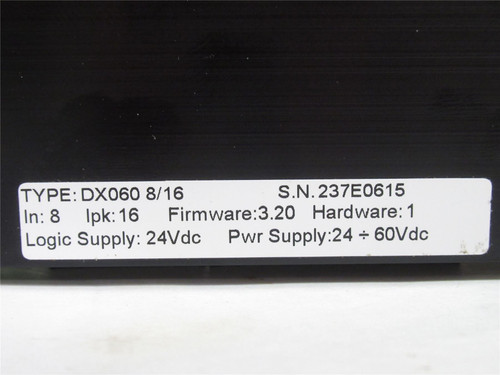 TYPE: DX060 8/16 S.N. 237E0615
In: 8 Ipk: 16 Firmware:3.20 Hardware: 1
Logic Supply: 24Vdc Pwr Supply:24 ÷ 60Vdc